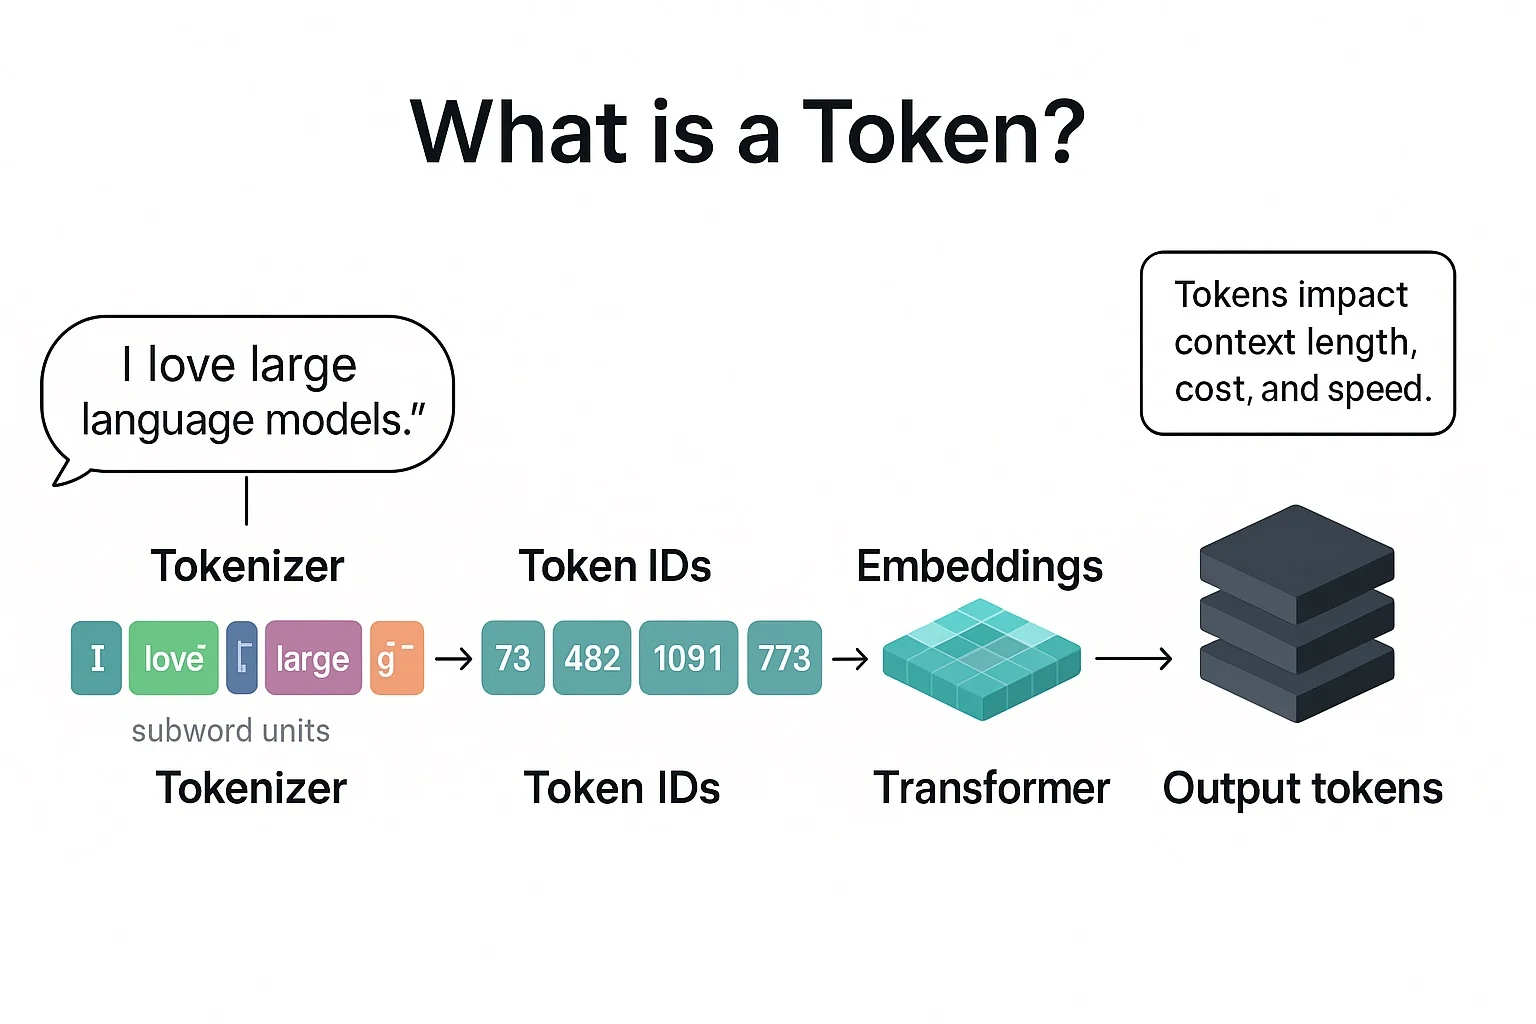 What is a Token?
Tokens impact
context length,
cost, and speed.
I love large
language models.”
Tokenizer
Token IDs
Embeddings
I love large g
73 482 1091 773
subword units
Tokenizer
Token IDs
Transformer
Output tokens